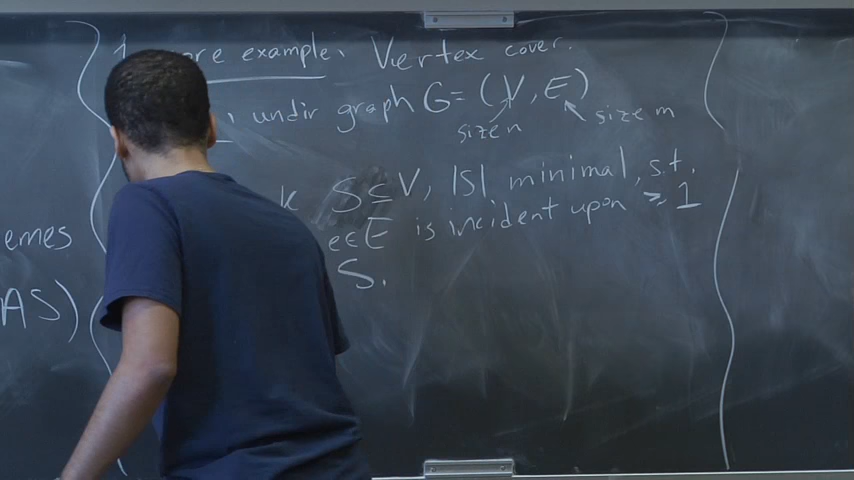 emes
AS)
1 more example. Vertex cover.
undir graph G=(V,E)
size n size m
k S⊆V, |S| minimal, s.t.
e∈E is incident upon ≥1
S.